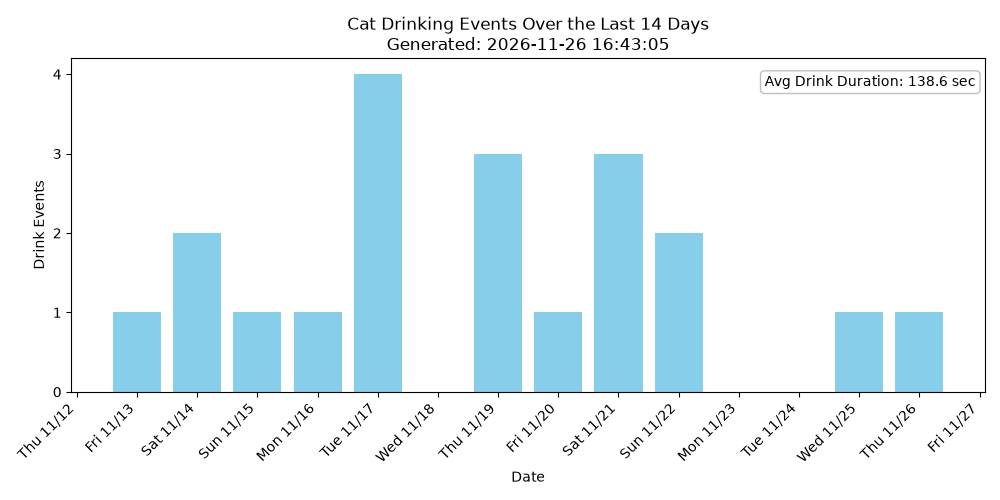 Cat Drinking Events Over the Last 14 Days
Generated: 2026-11-26 16:43:05
Avg Drink Duration: 138.6 sec
Drink Events
4
3
2
1
0
Thu 11/12
Fri 11/13
Sat 11/14
Sun 11/15
Mon 11/16
Tue 11/17
Wed 11/18
Thu 11/19
Fri 11/20
Sat 11/21
Sun 11/22
Mon 11/23
Tue 11/24
Wed 11/25
Thu 11/26
Fri 11/27
Date